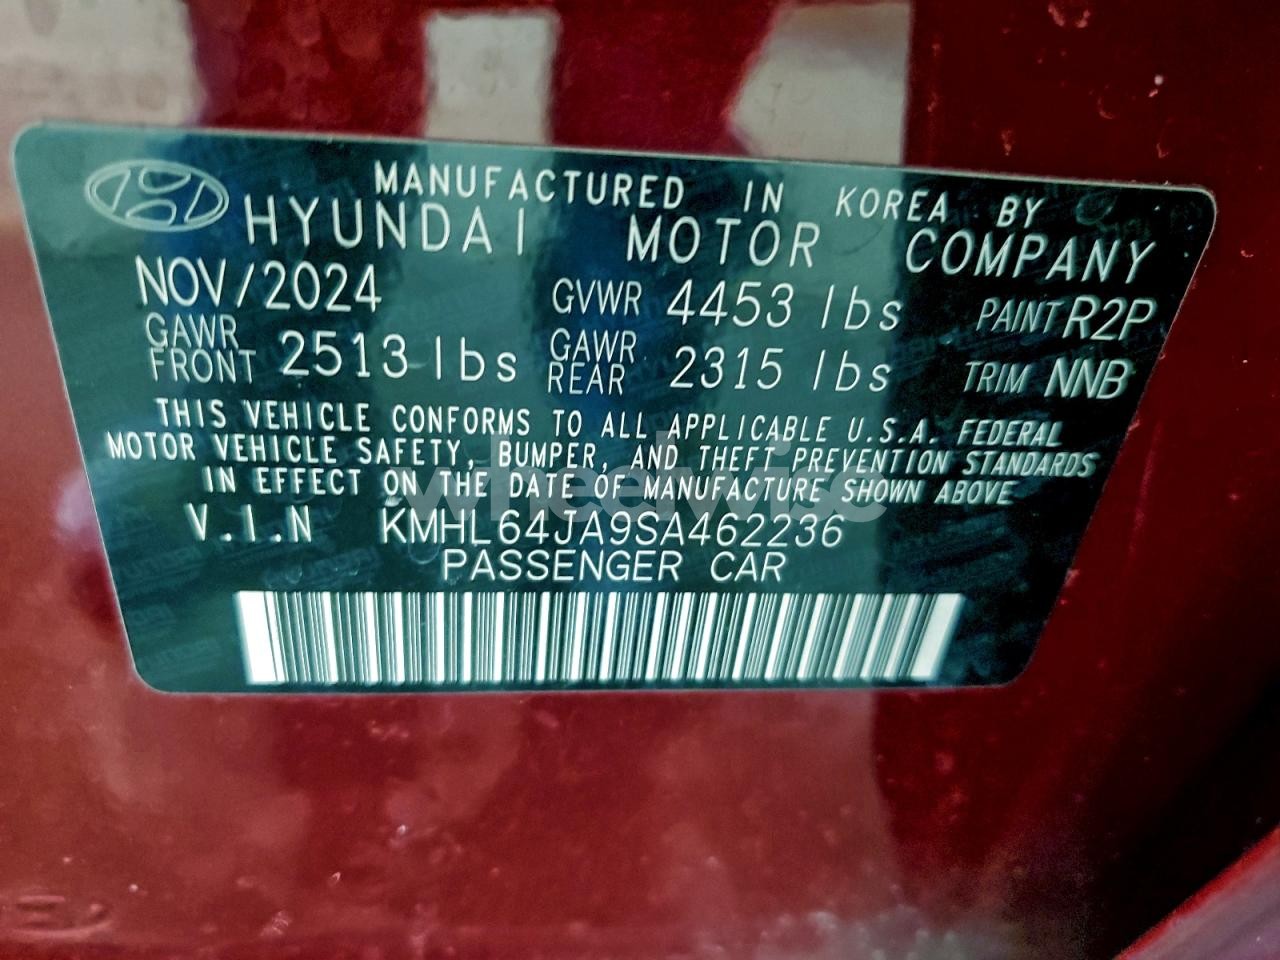 MANUFACTURED IN KOREA BY
HYUNDAI MOTOR COMPANY
NOV/2024 GVWR 4453 lbs PAINT R2P
GAWR FRONT 2513 lbs GAWR REAR 2315 lbs TRIM NNB
THIS VEHICLE CONFORMS TO ALL APPLICABLE U.S.A. FEDERAL
MOTOR VEHICLE SAFETY, BUMPER, AND THEFT PREVENTION STANDARDS
IN EFFECT ON THE DATE OF MANUFACTURE SHOWN ABOVE
wheelwise
V.I.N KMHL64JA9SA462236
PASSENGER CAR